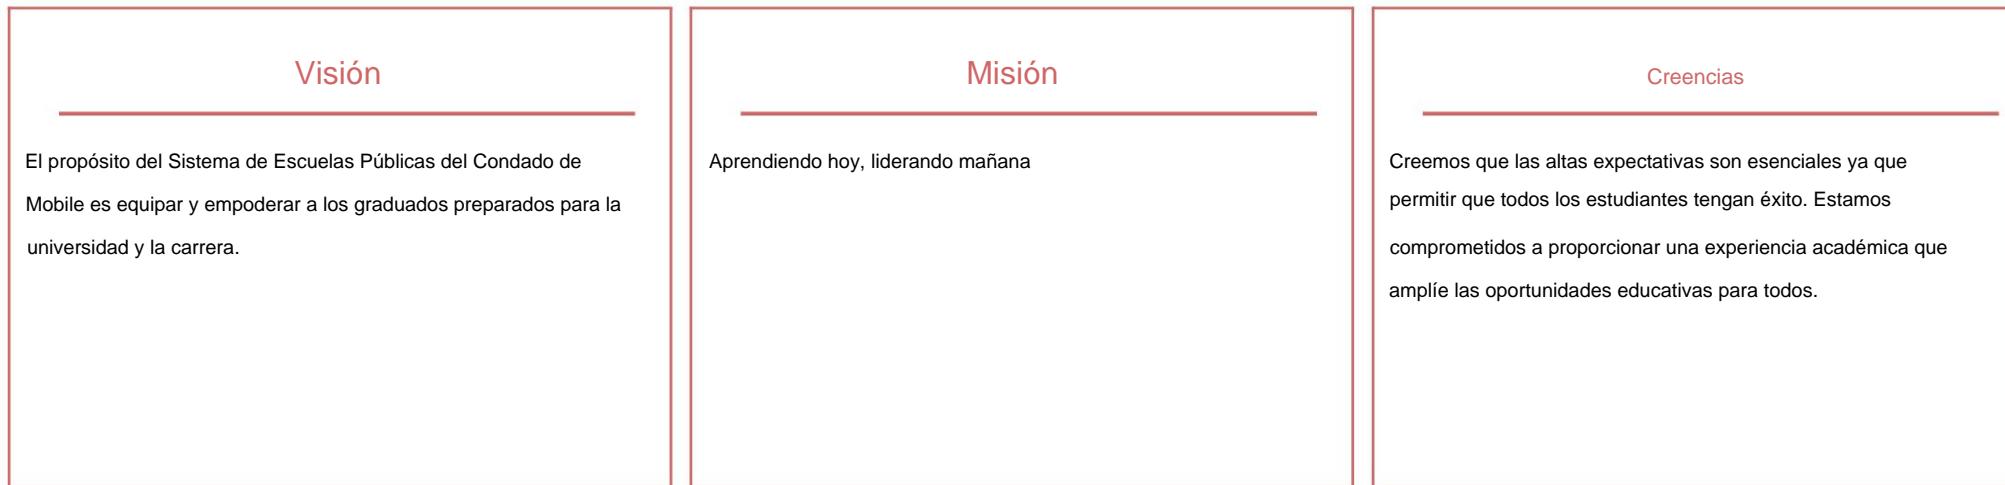 Visión
El propósito del Sistema de Escuelas Públicas del Condado de
Mobile es equipar y empoderar a los graduados preparados para la
universidad y la carrera.
Misión
Aprendiendo hoy, liderando mañana
Creencias
Creemos que las altas expectativas son esenciales ya que
permitir que todos los estudiantes tengan éxito. Estamos
comprometidos a proporcionar una experiencia académica que
amplíe las oportunidades educativas para todos.